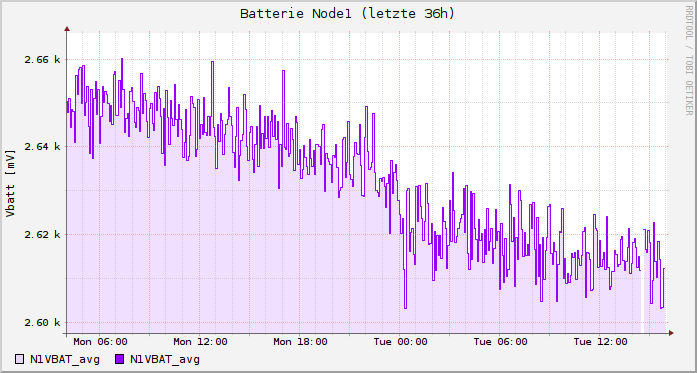 Batterie Node1 (letzte 36h)
RRDTOOL / TOBI OETIKER
Vbatt [mV]
2.66 k
2.64 k
2.62 k
2.60 k
Mon 06:00 Mon 12:00 Mon 18:00 Tue 00:00 Tue 06:00 Tue 12:00
N1VBAT_avg N1VBAT_avg